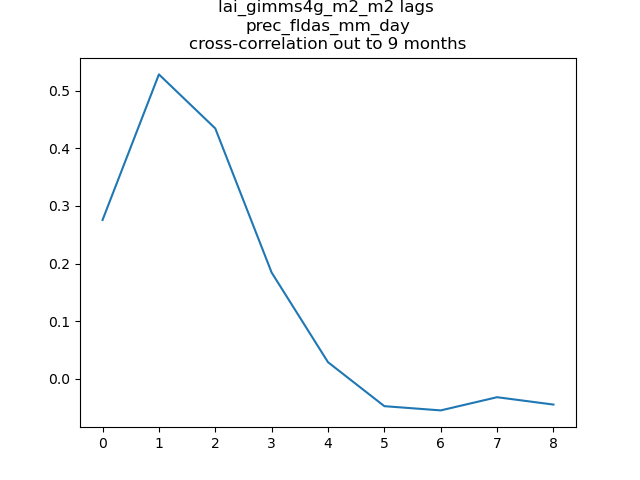 lai_gimms4g_m2_m2 lags
prec_fldas_mm_day
cross-correlation out to 9 months
0.5
0.4
0.3
0.2
0.1
0.0
0 1 2 3 4 5 6 7 8